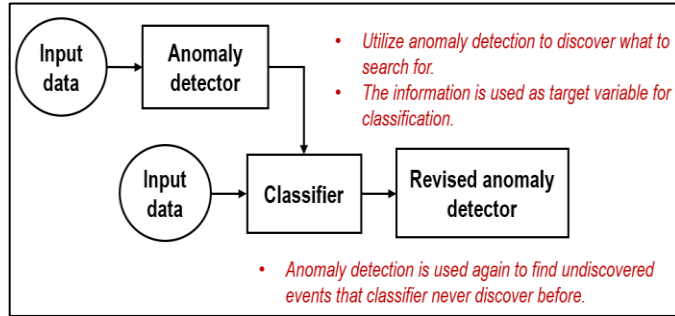 Input
data
Anomaly
detector
• Utilize anomaly detection to discover what to
search for.
• The information is used as target variable for
classification.
Input
data
Classifier
Revised anomaly
detector
• Anomaly detection is used again to find undiscovered
events that classifier never discover before.